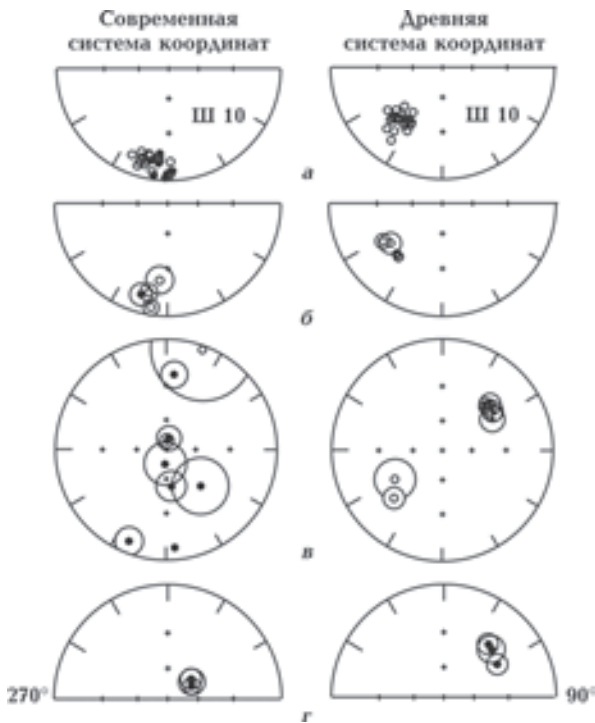 Современная
система координат
Древняя
система координат
Ш 10
Ш 10
а
б
в
270°
90°
г